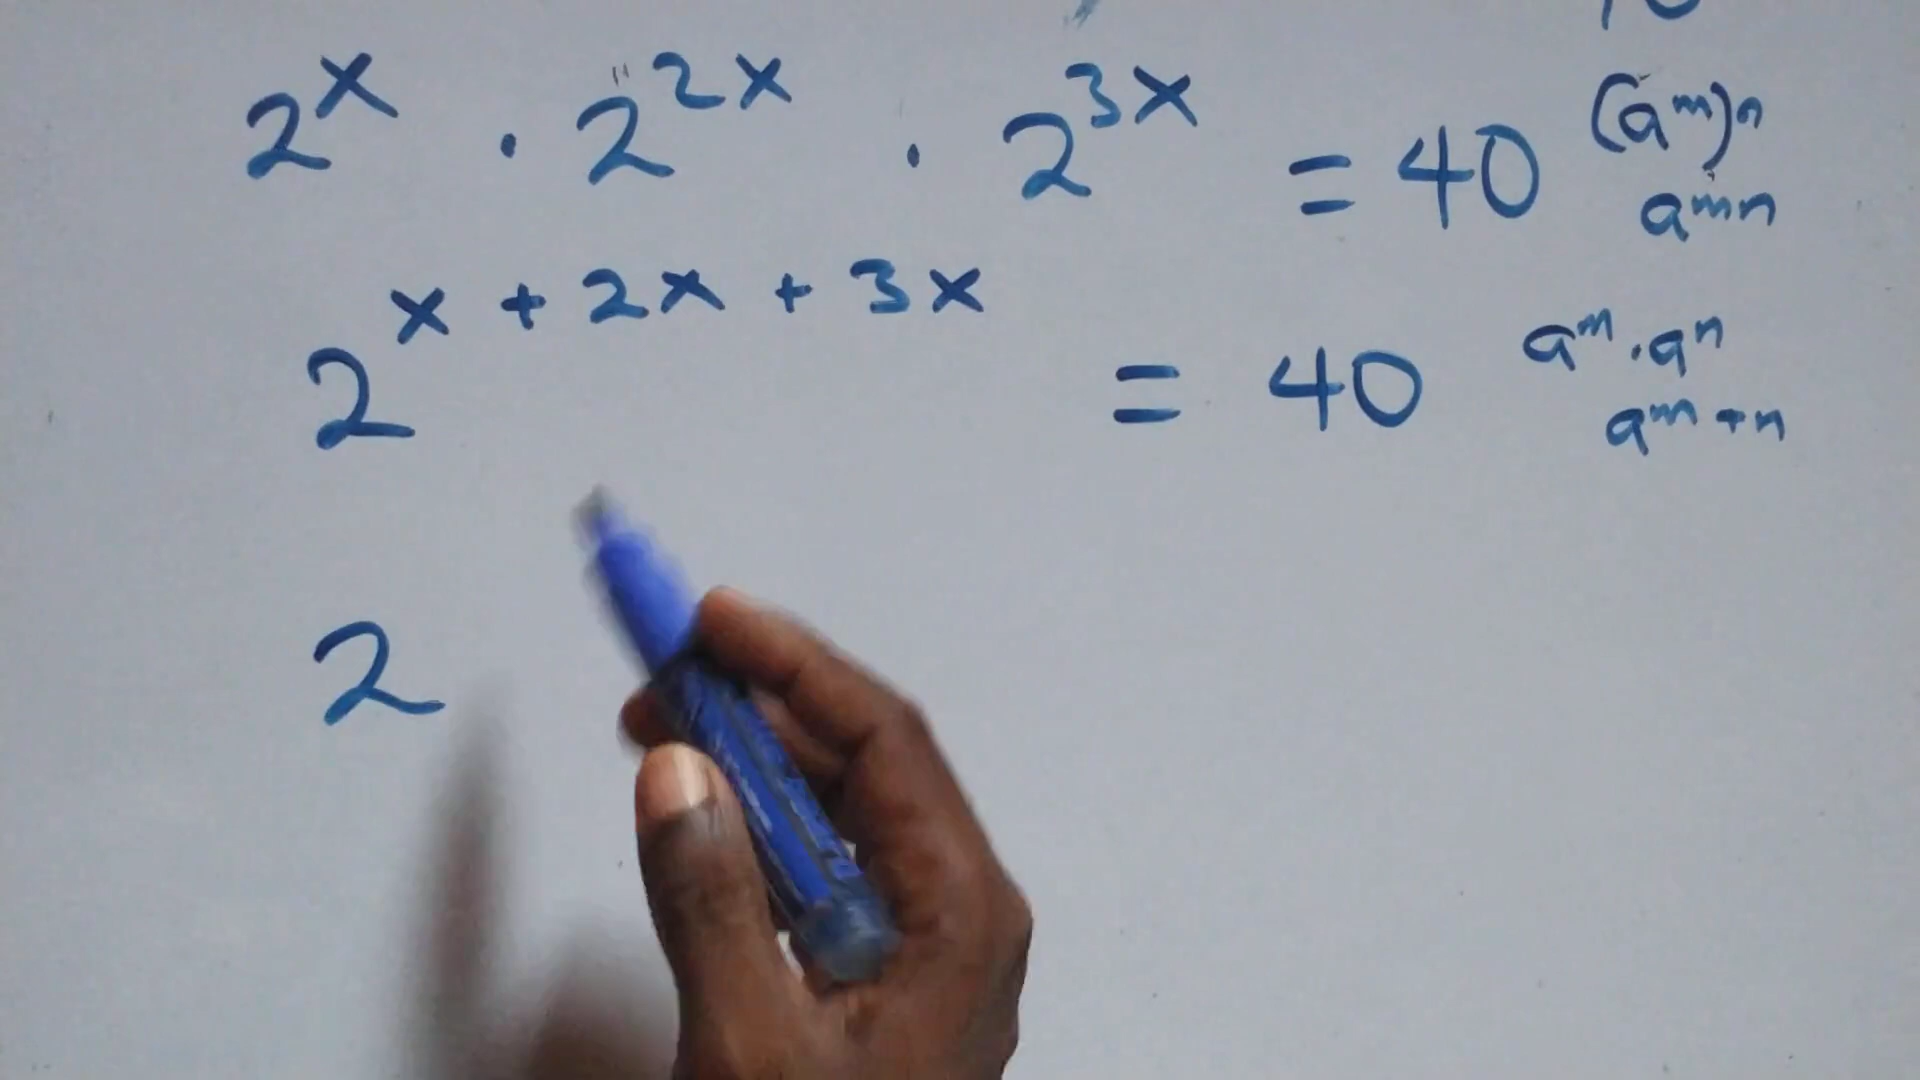 2^x · 2^2x · 2^3x = 40
(a^m)^n
a^mn
2^x + 2x + 3x = 40
a^m · a^n
a^m + n
2